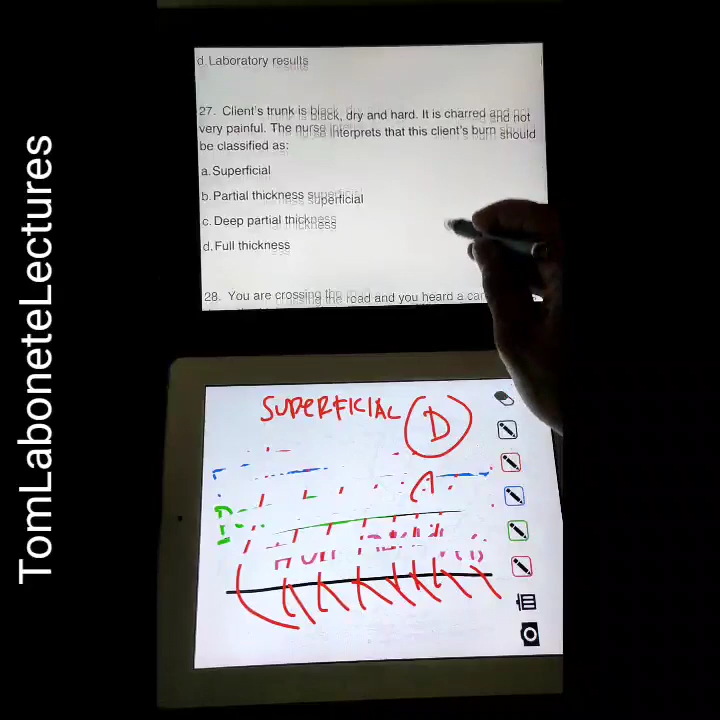 TomLaboneteLectures
d. Laboratory results
27. Client's trunk is black, dry and hard. It is charred and not
very painful. The nurse interprets that this client's burn should
be classified as:
a. Superficial
b. Partial thickness superficial
c. Deep partial thickness
d. Full thickness
28. You are crossing the road and you heard a car
SUPERFICIAL D
A